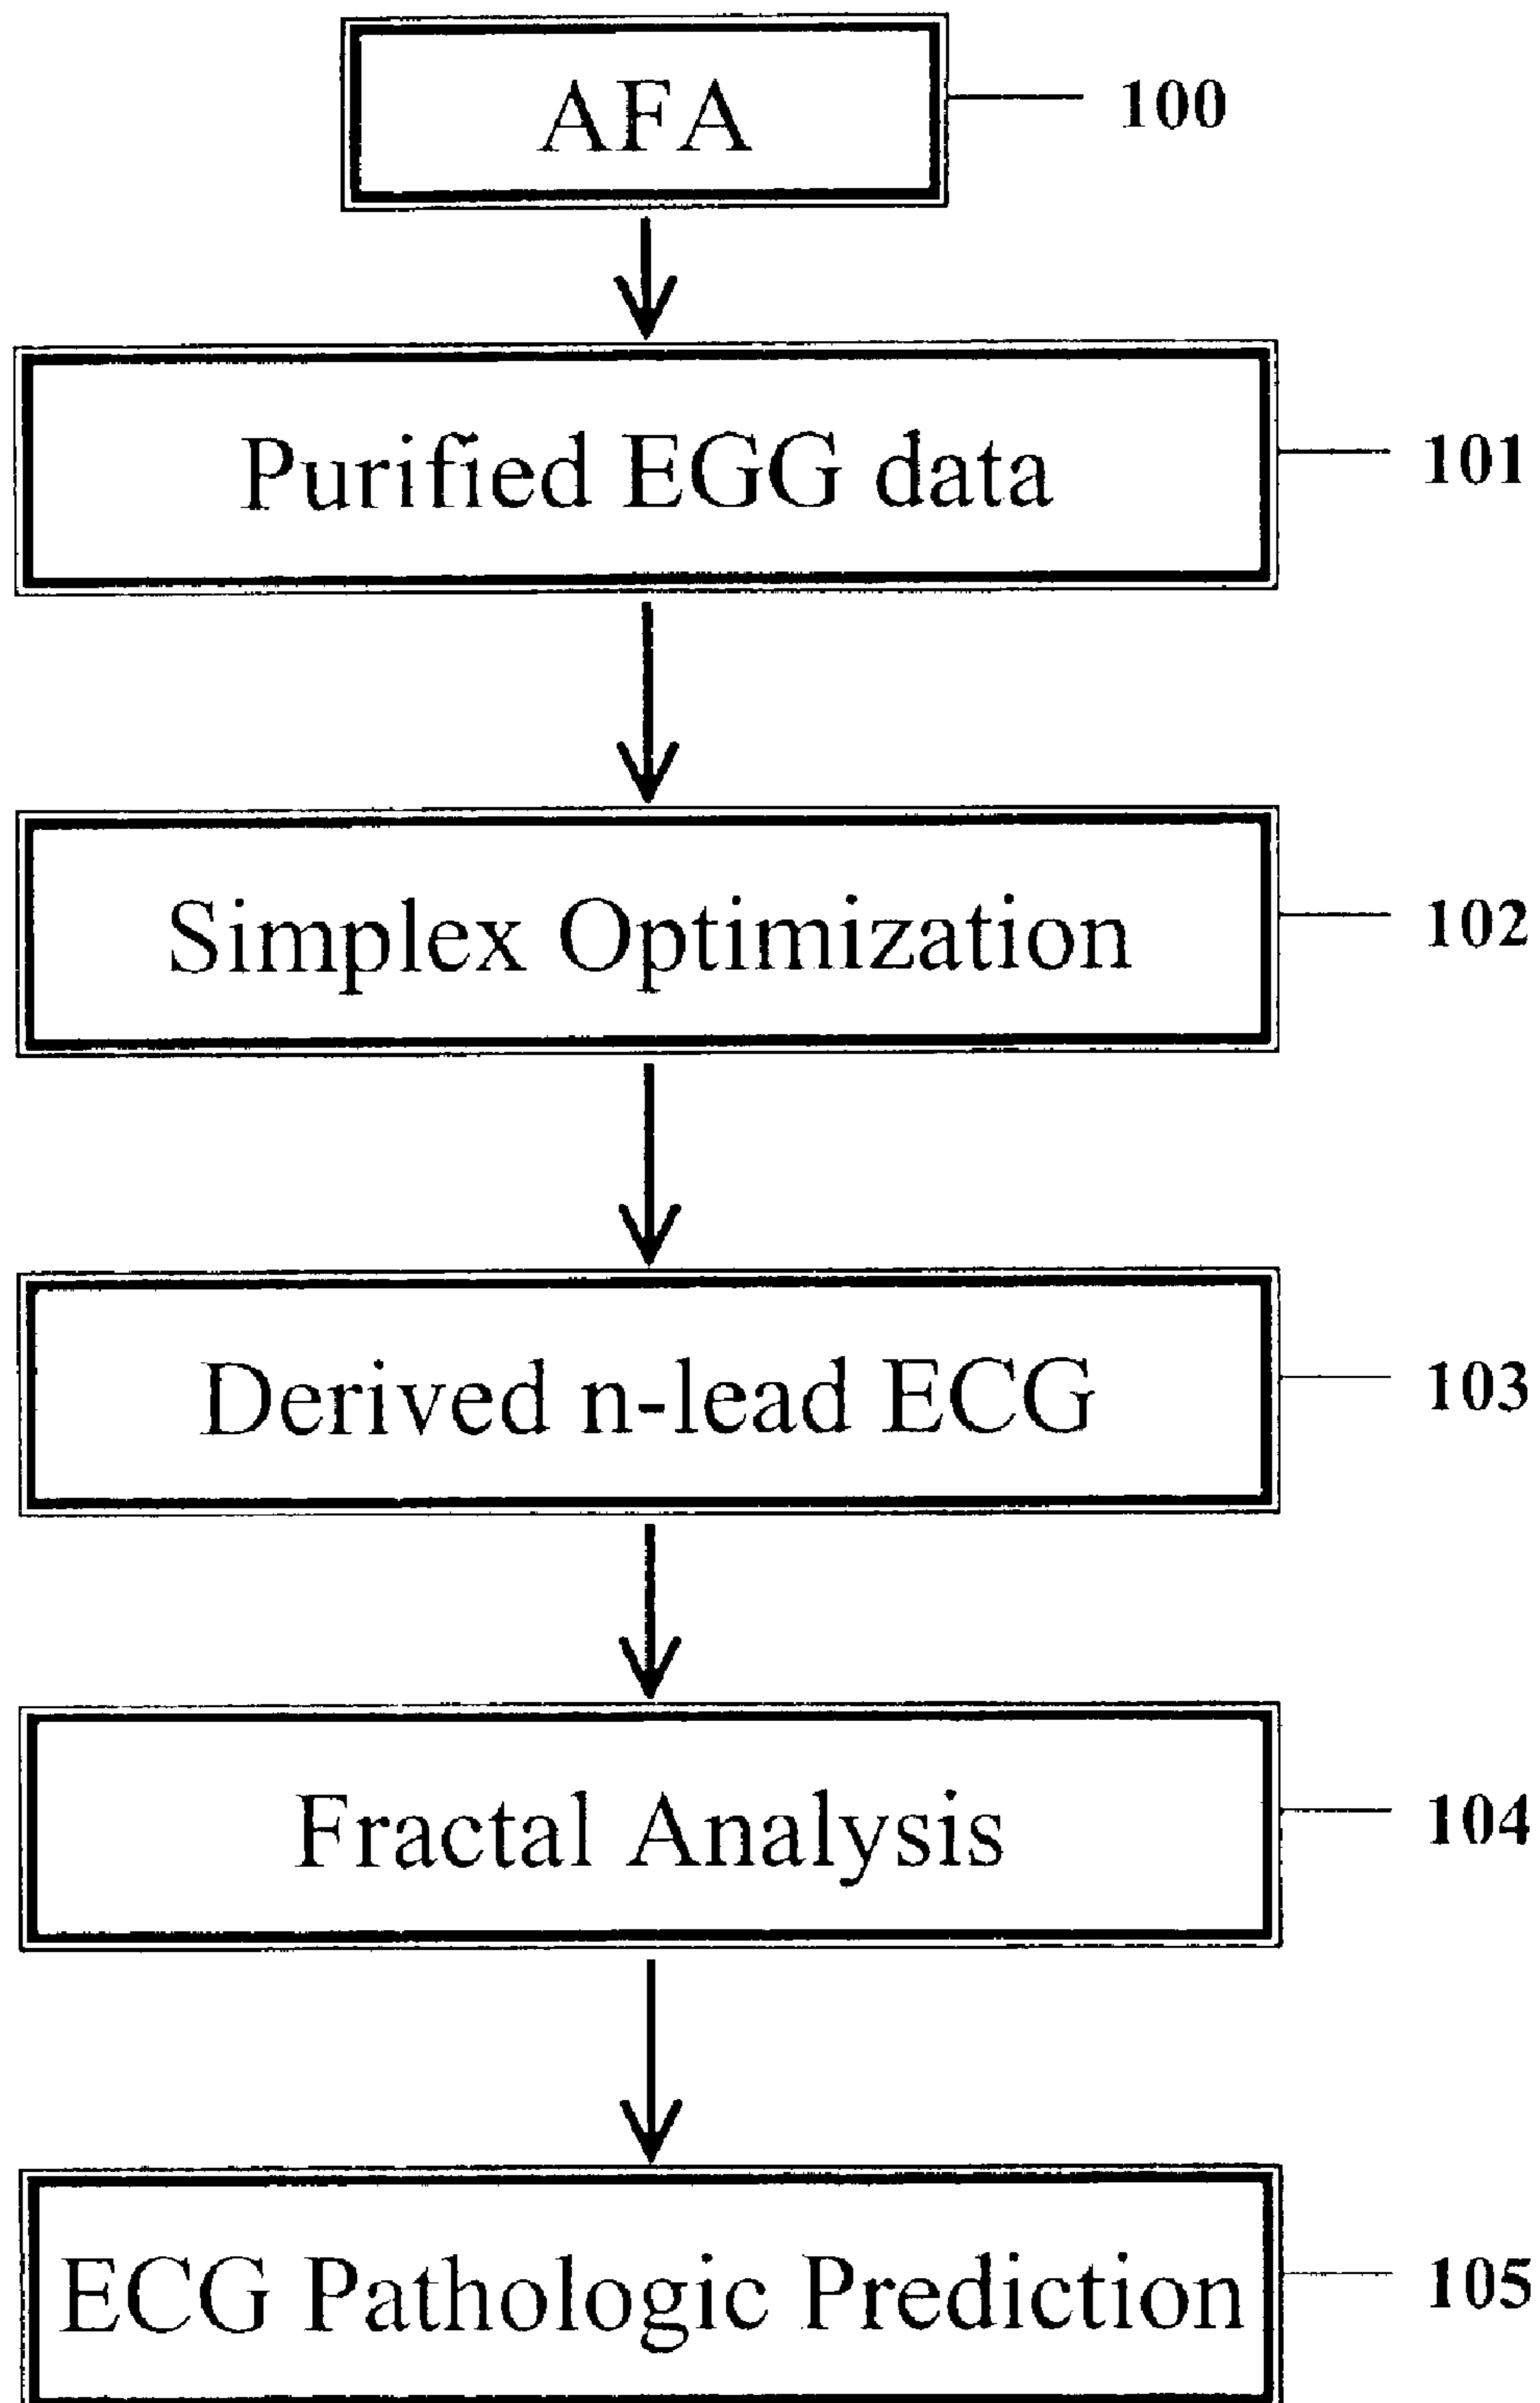 AFA 100
Purified EGG data 101
Simplex Optimization 102
Derived n-lead ECG 103
Fractal Analysis 104
ECG Pathologic Prediction 105